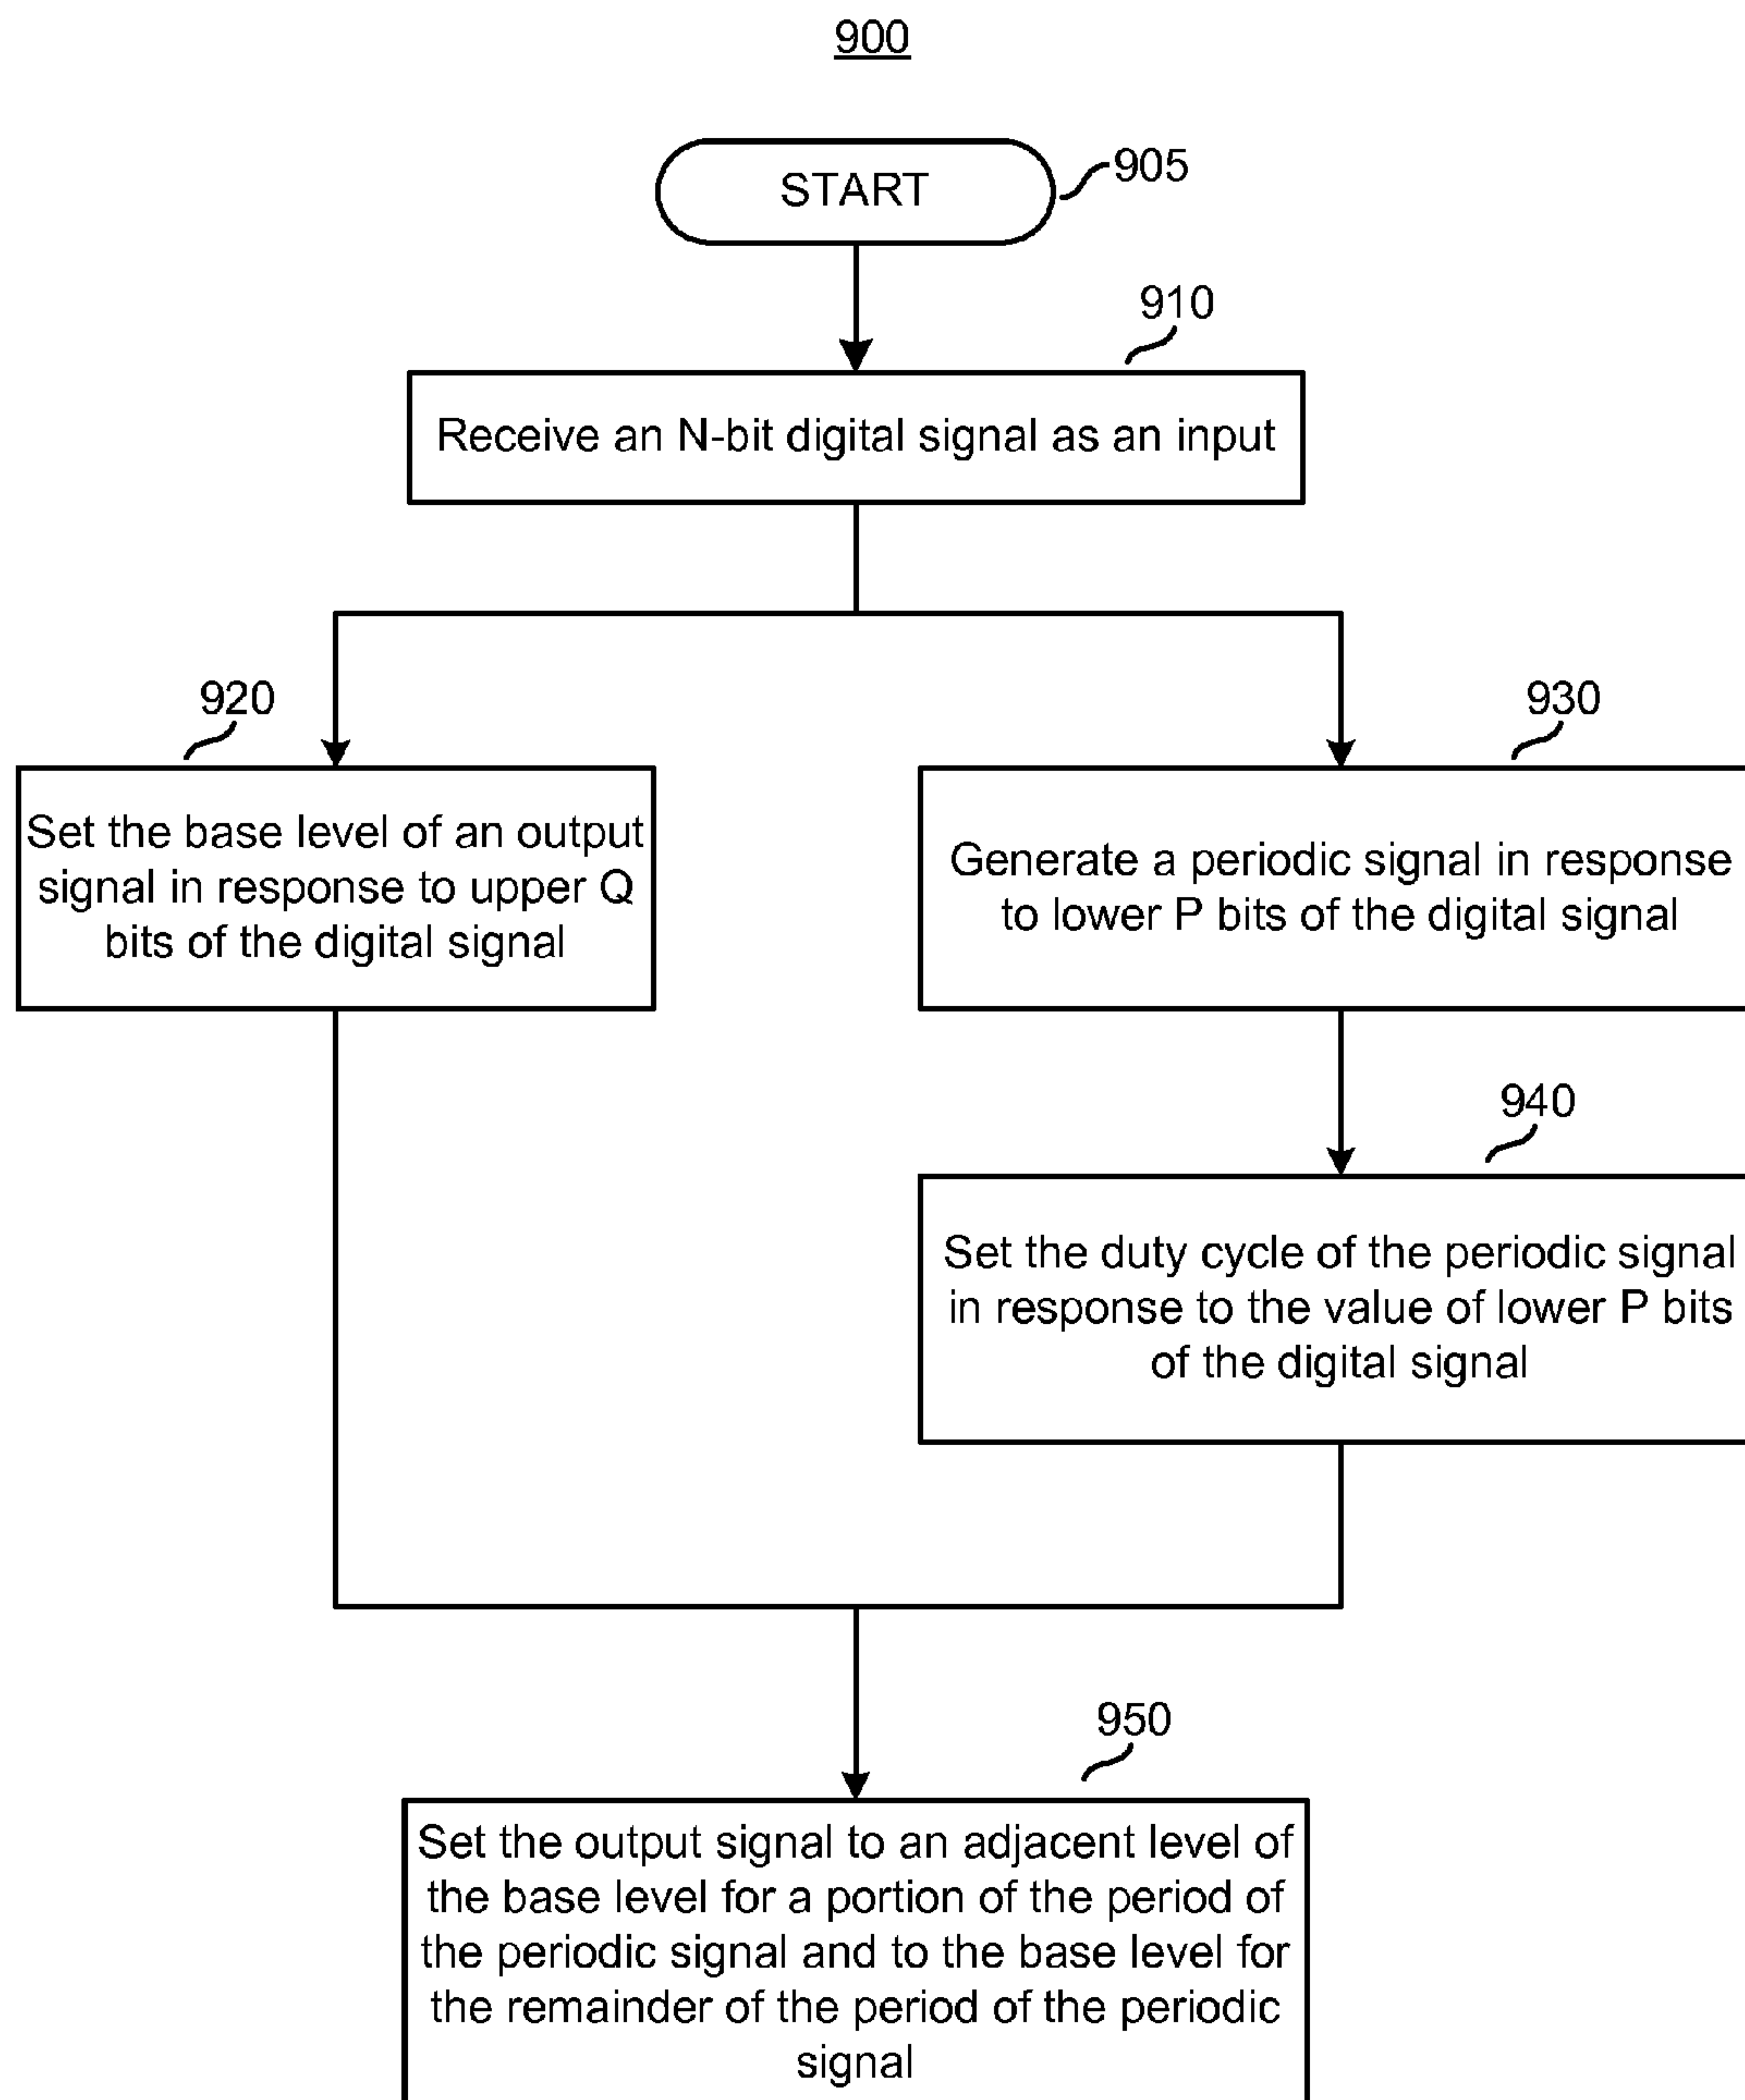 900
START
905
910
Receive an N-bit digital signal as an input
920
Set the base level of an output
signal in response to upper Q
bits of the digital signal
930
Generate a periodic signal in response
to lower P bits of the digital signal
940
Set the duty cycle of the periodic signal
in response to the value of lower P bits
of the digital signal
950
Set the output signal to an adjacent level of
the base level for a portion of the period of
the periodic signal and to the base level for
the remainder of the period of the periodic
signal